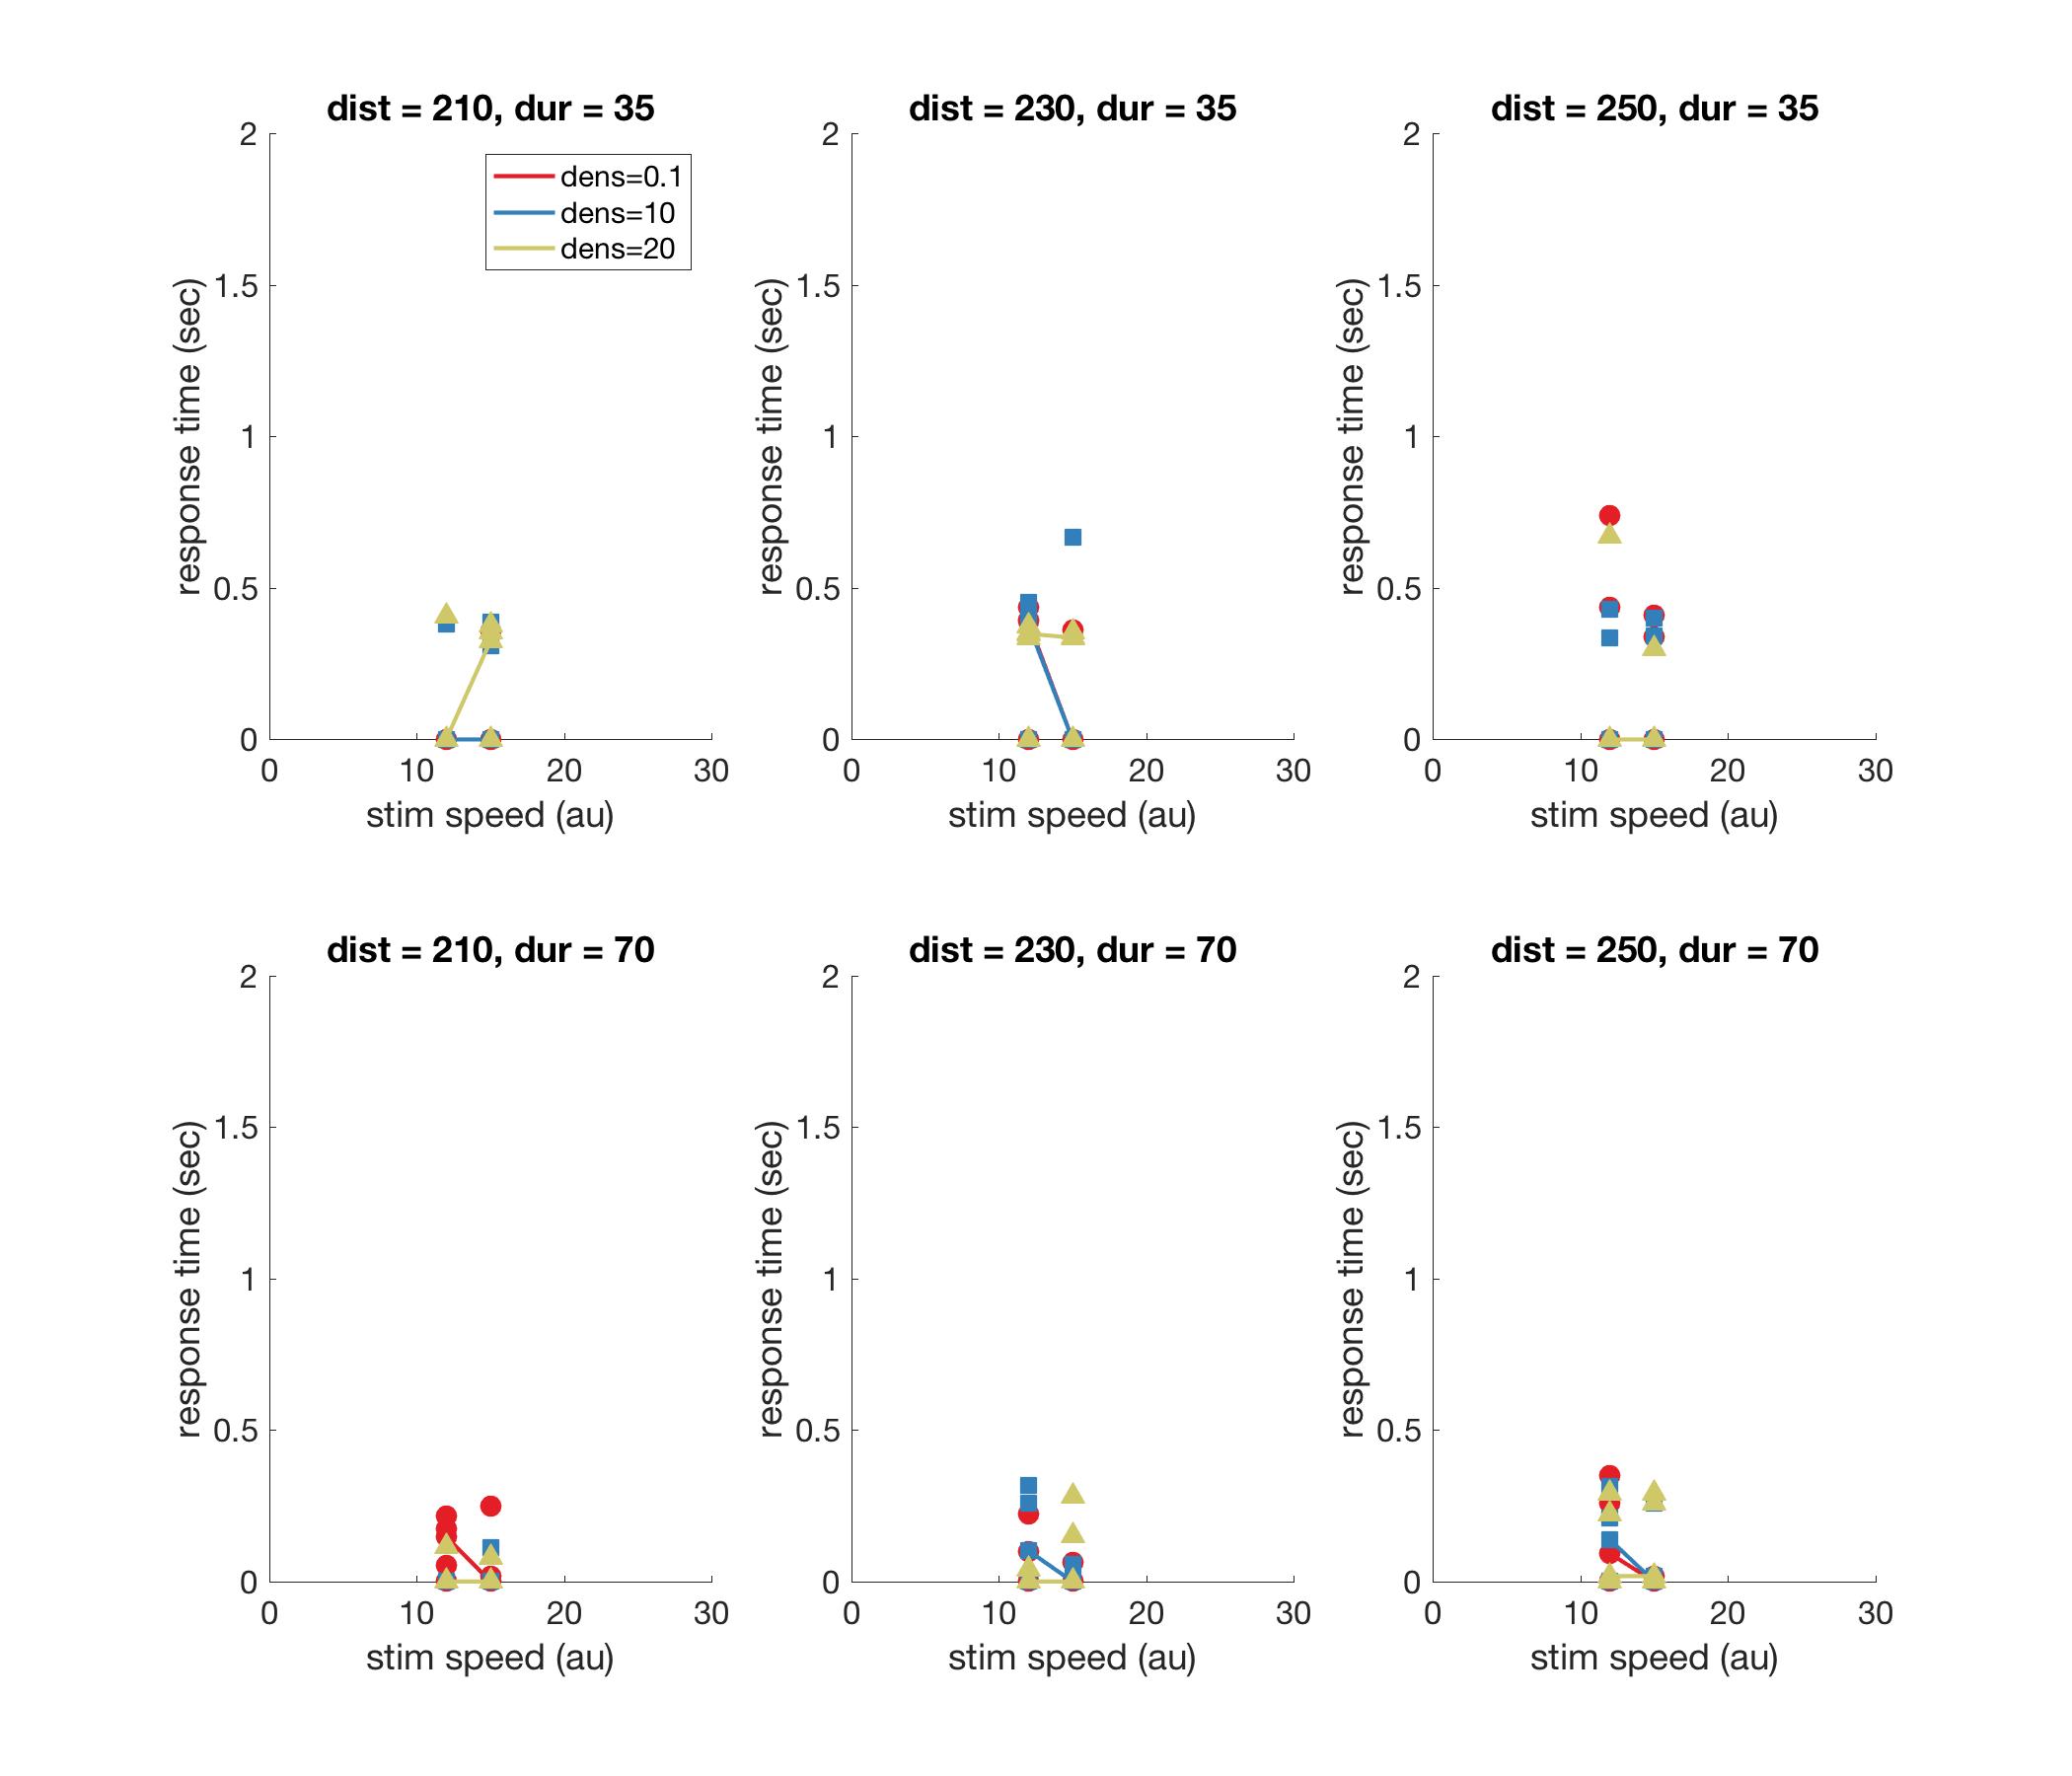 dist = 210, dur = 35
dist = 230, dur = 35
dist = 250, dur = 35
2
1.5
1
0.5
0
0
10
20
30
response time (sec)
stim speed (au)
dens=0.1
dens=10
dens=20
2
1.5
1
0.5
0
0
10
20
30
response time (sec)
stim speed (au)
2
1.5
1
0.5
0
0
10
20
30
response time (sec)
stim speed (au)
dist = 210, dur = 70
dist = 230, dur = 70
dist = 250, dur = 70
2
1.5
1
0.5
0
0
10
20
30
response time (sec)
stim speed (au)
2
1.5
1
0.5
0
0
10
20
30
response time (sec)
stim speed (au)
2
1.5
1
0.5
0
0
10
20
30
response time (sec)
stim speed (au)